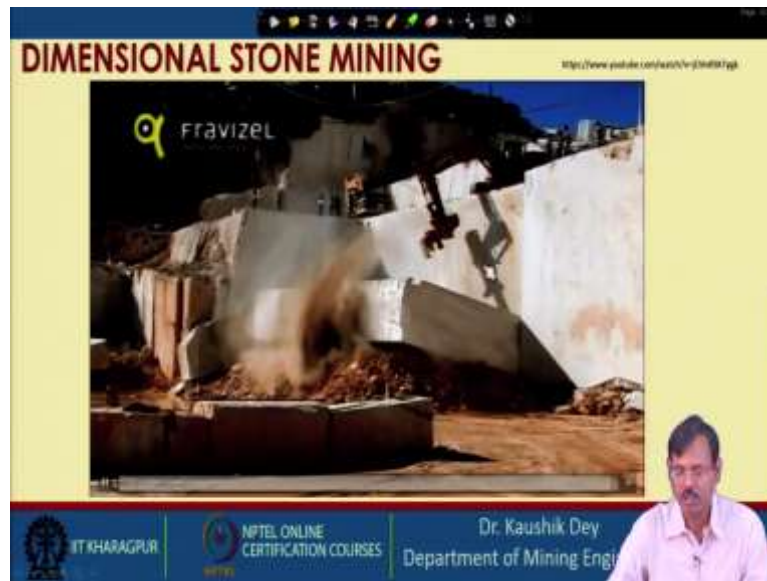 DIMENSIONAL STONE MINING
FRAVIZEL
IIT KHARAGPUR
NPTEL ONLINE
CERTIFICATION COURSES
Dr. Kaushik Dey
Department of Mining Engi